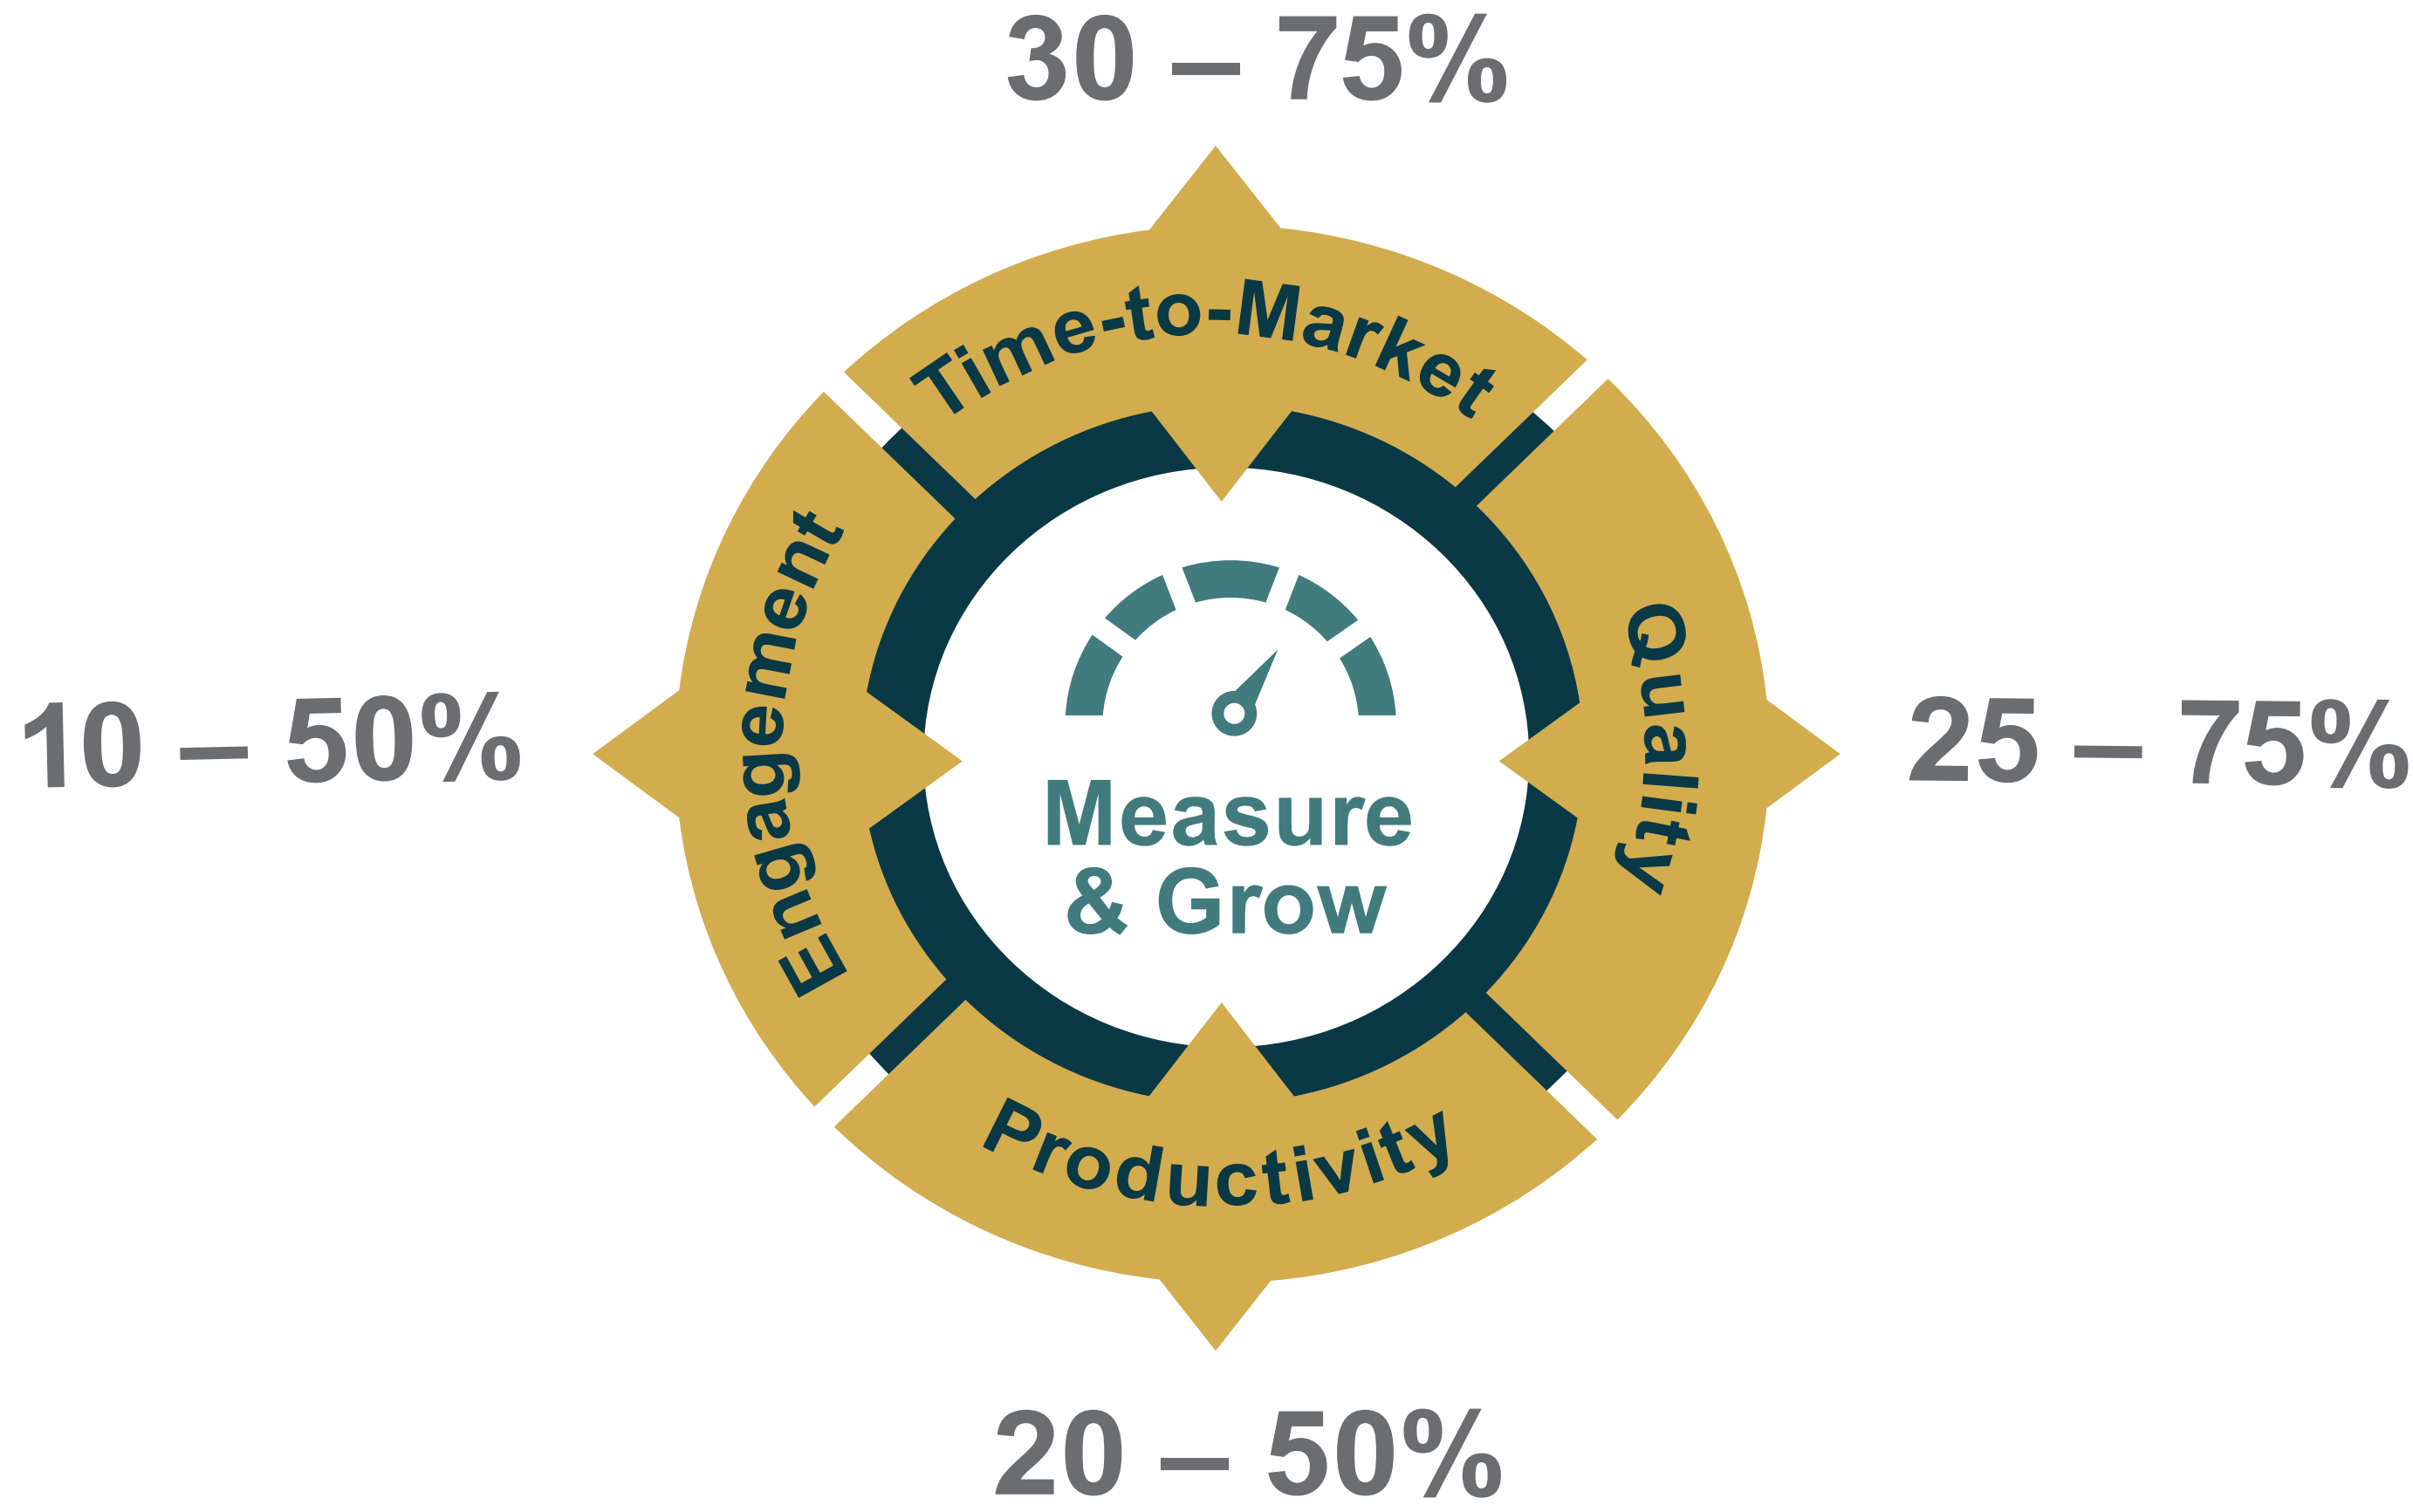 30 – 75%
Time-to-Market
Engagement
Quality
10 – 50%
25 – 75%
Measure
& Grow
Productivity
20 – 50%